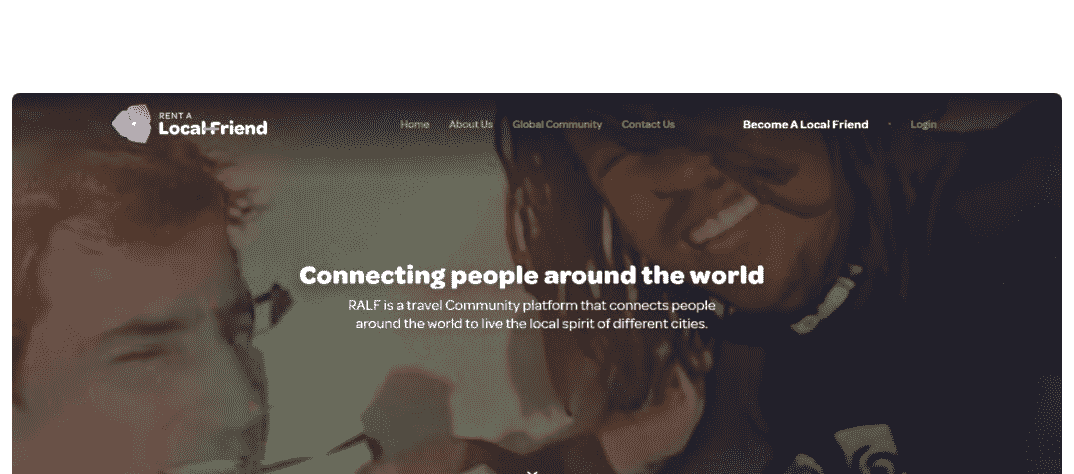 RENT A
Local Friend
Home About Us Global Community Contact Us Become A Local Friend · Login
Connecting people around the world
RALF is a travel Community platform that connects people
around the world to live the local spirit of different cities.